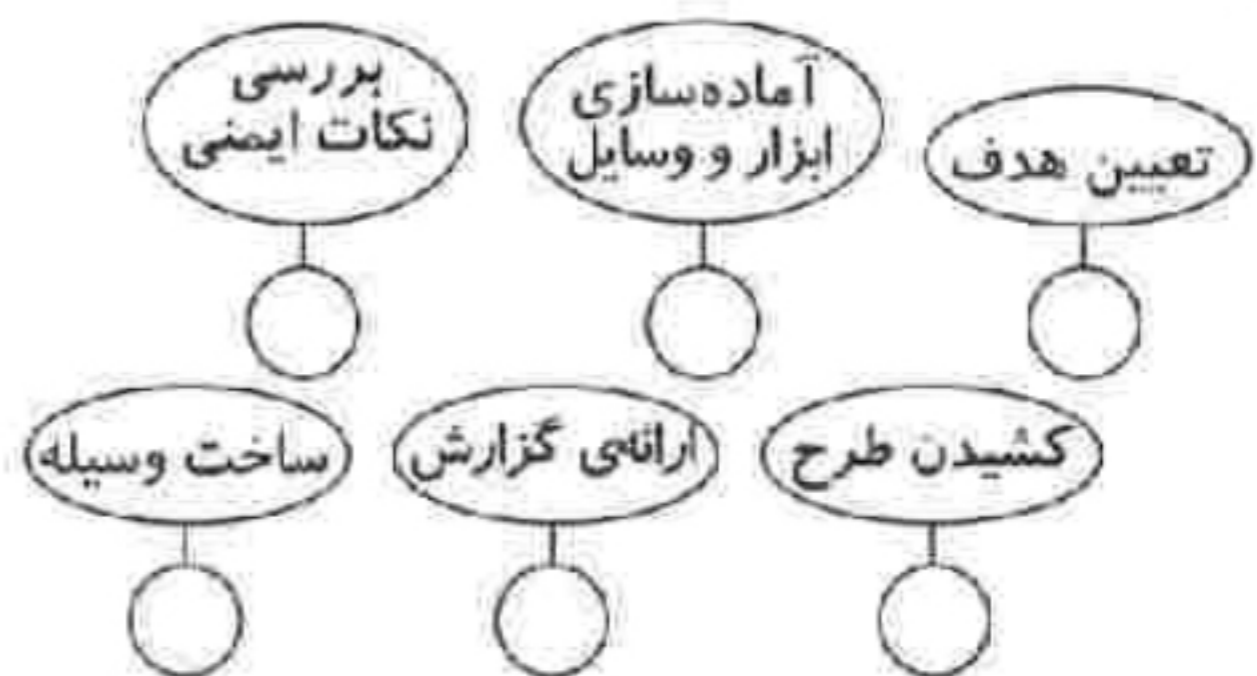 تعیین هدف
آماده‌سازی
ابزار و وسایل
بررسی
نکات ایمنی
کشیدن طرح
ارائه‌ی گزارش
ساخت وسیله